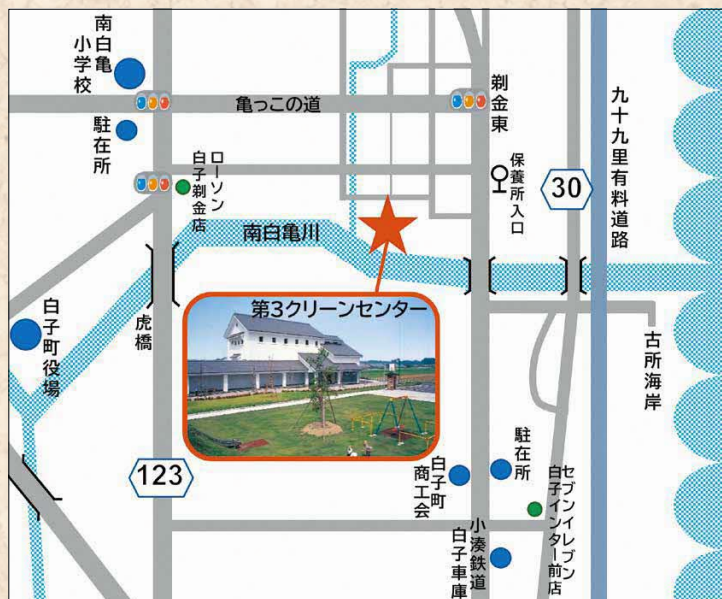 南白亀
小学校
亀っこの道
剃金東
駐在所
ローソン
白子剃金店
保養所入口
30
九十九里有料道路
南白亀川
第3クリーンセンター
虎橋
白子町役場
古所海岸
123
白子町
商工会
駐在所
セブンイレブン
白子インター前店
小湊鉄道
白子車庫